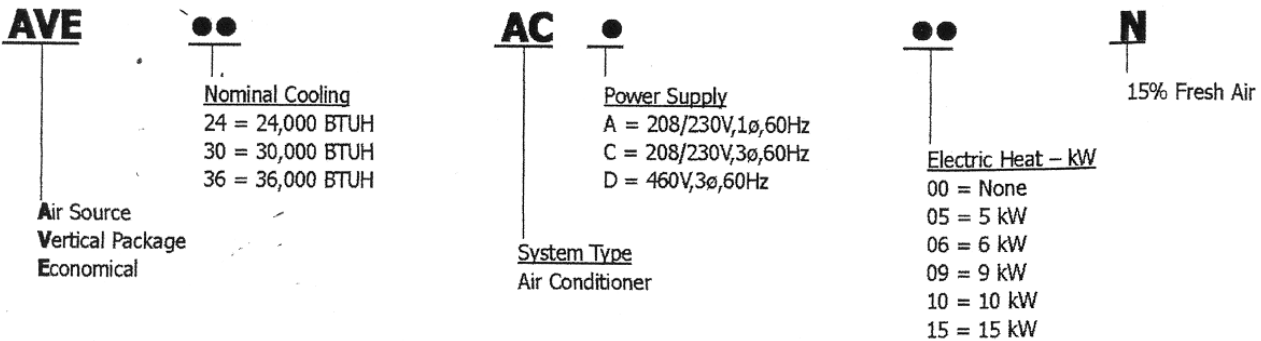 AVE ●● AC ● ●● N
Nominal Cooling
24 = 24,000 BTUH
30 = 30,000 BTUH
36 = 36,000 BTUH
Air Source
Vertical Package
Economical
System Type
Air Conditioner
Power Supply
A = 208/230V,1ø,60Hz
C = 208/230V,3ø,60Hz
D = 460V,3ø,60Hz
Electric Heat – kW
00 = None
05 = 5 kW
06 = 6 kW
09 = 9 kW
10 = 10 kW
15 = 15 kW
15% Fresh Air